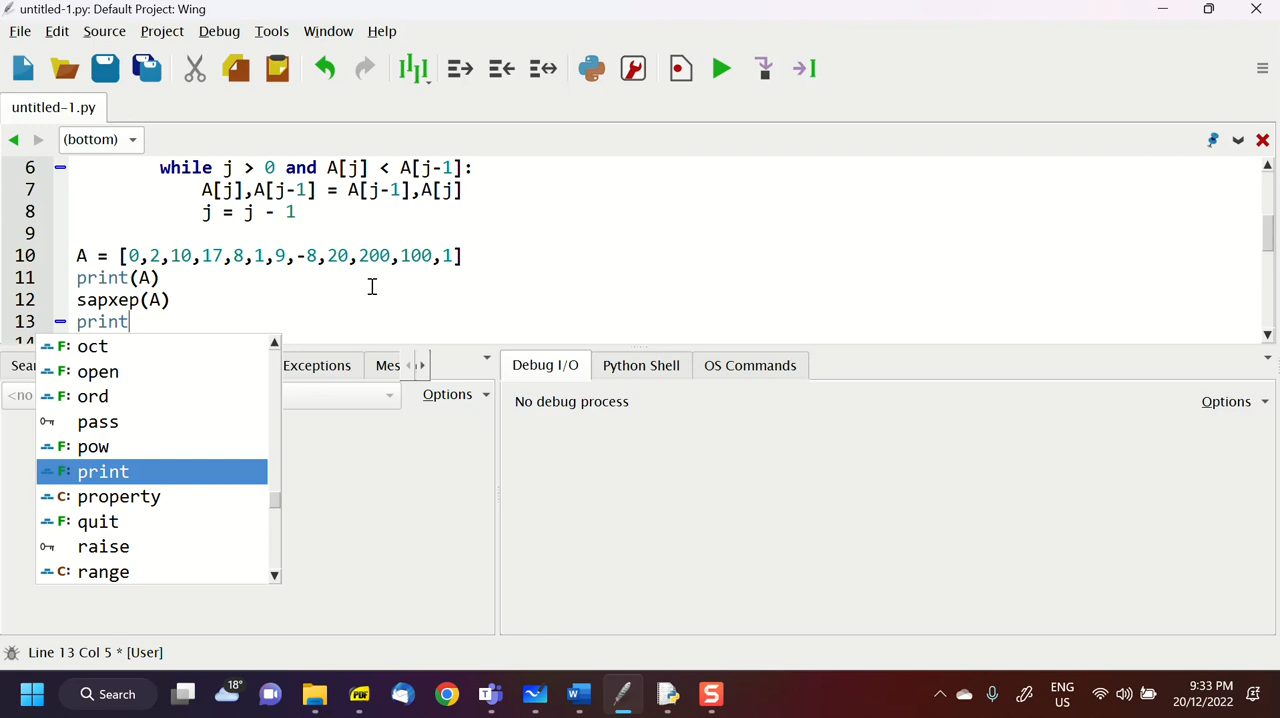 untitled-1.py: Default Project: Wing
File Edit Source Project Debug Tools Window Help
untitled-1.py
(bottom)
6 while j > 0 and A[j] < A[j-1]:
7 A[j],A[j-1] = A[j-1],A[j]
8 j = j - 1
9
10 A = [0,2,10,17,8,1,9,-8,20,200,100,1]
11 print(A)
12 sapxep(A)
13 print
F: oct
F: open
F: ord
pass
F: pow
F: print
C: property
F: quit
raise
C: range
Exceptions
Options
Debug I/O Python Shell OS Commands
No debug process
Options
Line 13 Col 5 * [User]
Search
18°
PDF
ENG
US
9:33 PM
20/12/2022